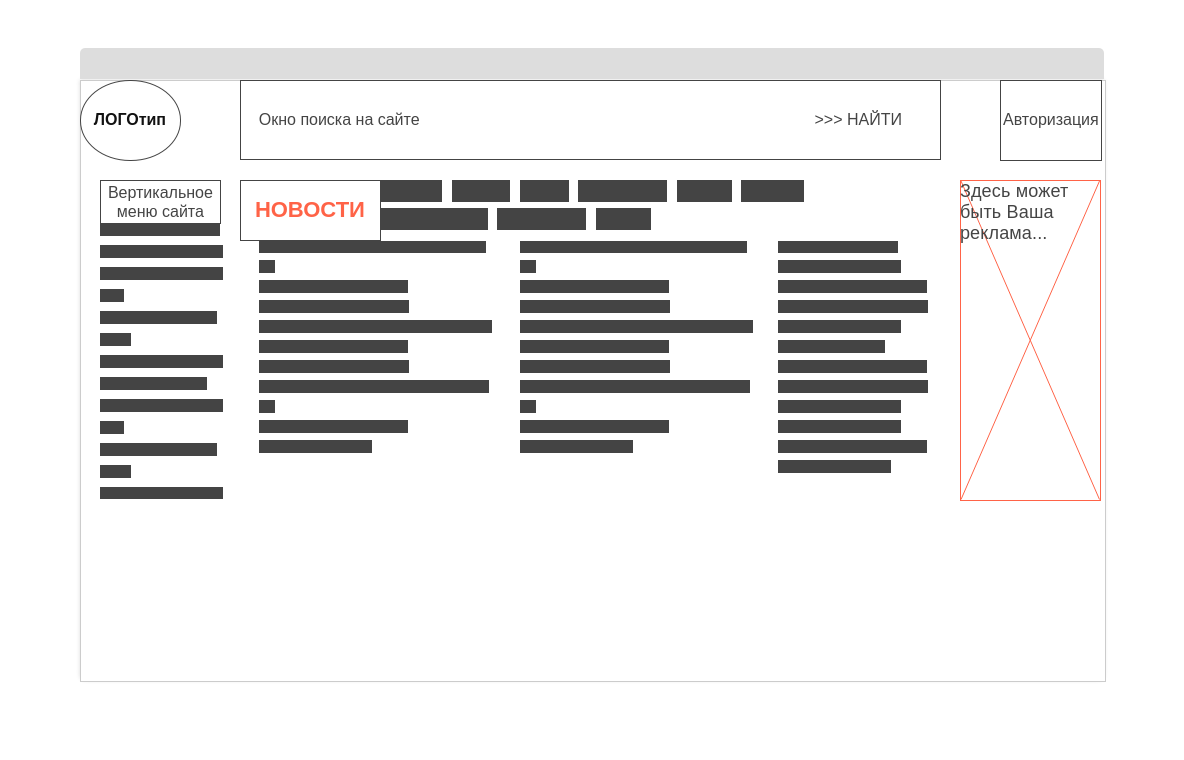 ЛОГОтип
Окно поиска на сайте
>>> НАЙТИ
Авторизация
Вертикальное
меню сайта
НОВОСТИ
Здесь может
быть Ваша
реклама...